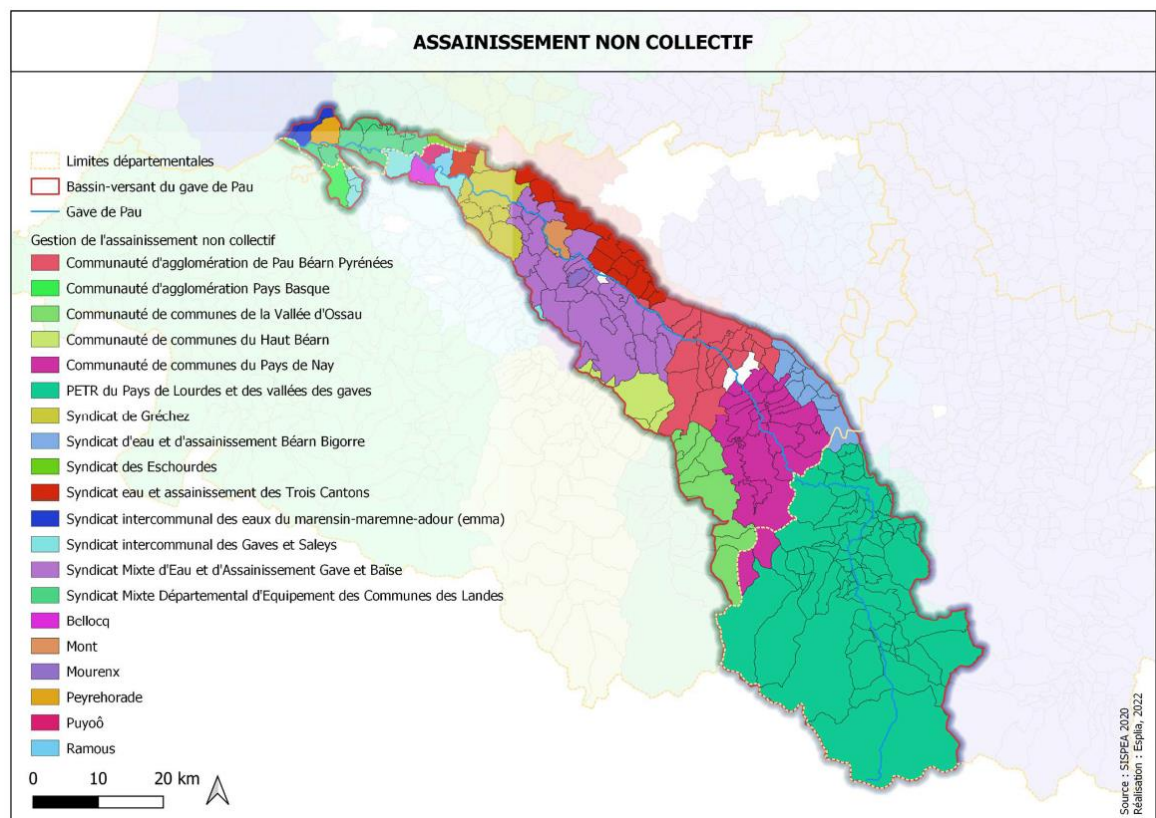 ASSAINISSEMENT NON COLLECTIF
Limites départementales
Bassin-versant du gave de Pau
Gave de Pau
Gestion de l'assainissement non collectif
Communauté d'agglomération de Pau Béarn Pyrénées
Communauté d'agglomération Pays Basque
Communauté de communes de la Vallée d'Ossau
Communauté de communes du Haut Béarn
Communauté de communes du Pays de Nay
PETR du Pays de Lourdes et des vallées des gaves
Syndicat de Gréchez
Syndicat d'eau et d'assainissement Béarn Bigorre
Syndicat des Eschourdes
Syndicat eau et assainissement des Trois Cantons
Syndicat intercommunal des eaux du marensin-maremne-adour (emma)
Syndicat intercommunal des Gaves et Saleys
Syndicat Mixte d'Eau et d'Assainissement Gave et Baïse
Syndicat Mixte Départemental d'Equipement des Communes des Landes
Bellocq
Mont
Mourenx
Peyrehorade
Puyoô
Ramous
0 10 20 km
Source : SISPEA 2020
Réalisation : Esplia, 2022